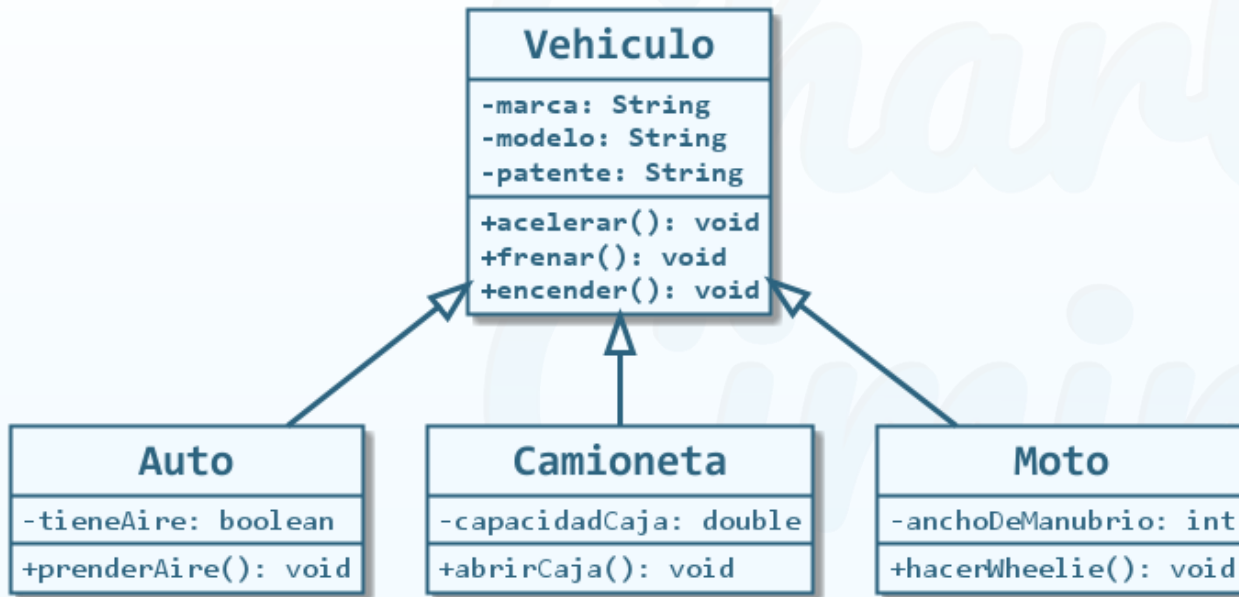 Vehiculo
-marca: String
-modelo: String
-patente: String
+acelerar(): void
+frenar(): void
+encender(): void
Auto
-tieneAire: boolean
+prenderAire(): void
Camioneta
-capacidadCaja: double
+abrirCaja(): void
Moto
-anchoDeManubrio: int
+hacerWheelie(): void